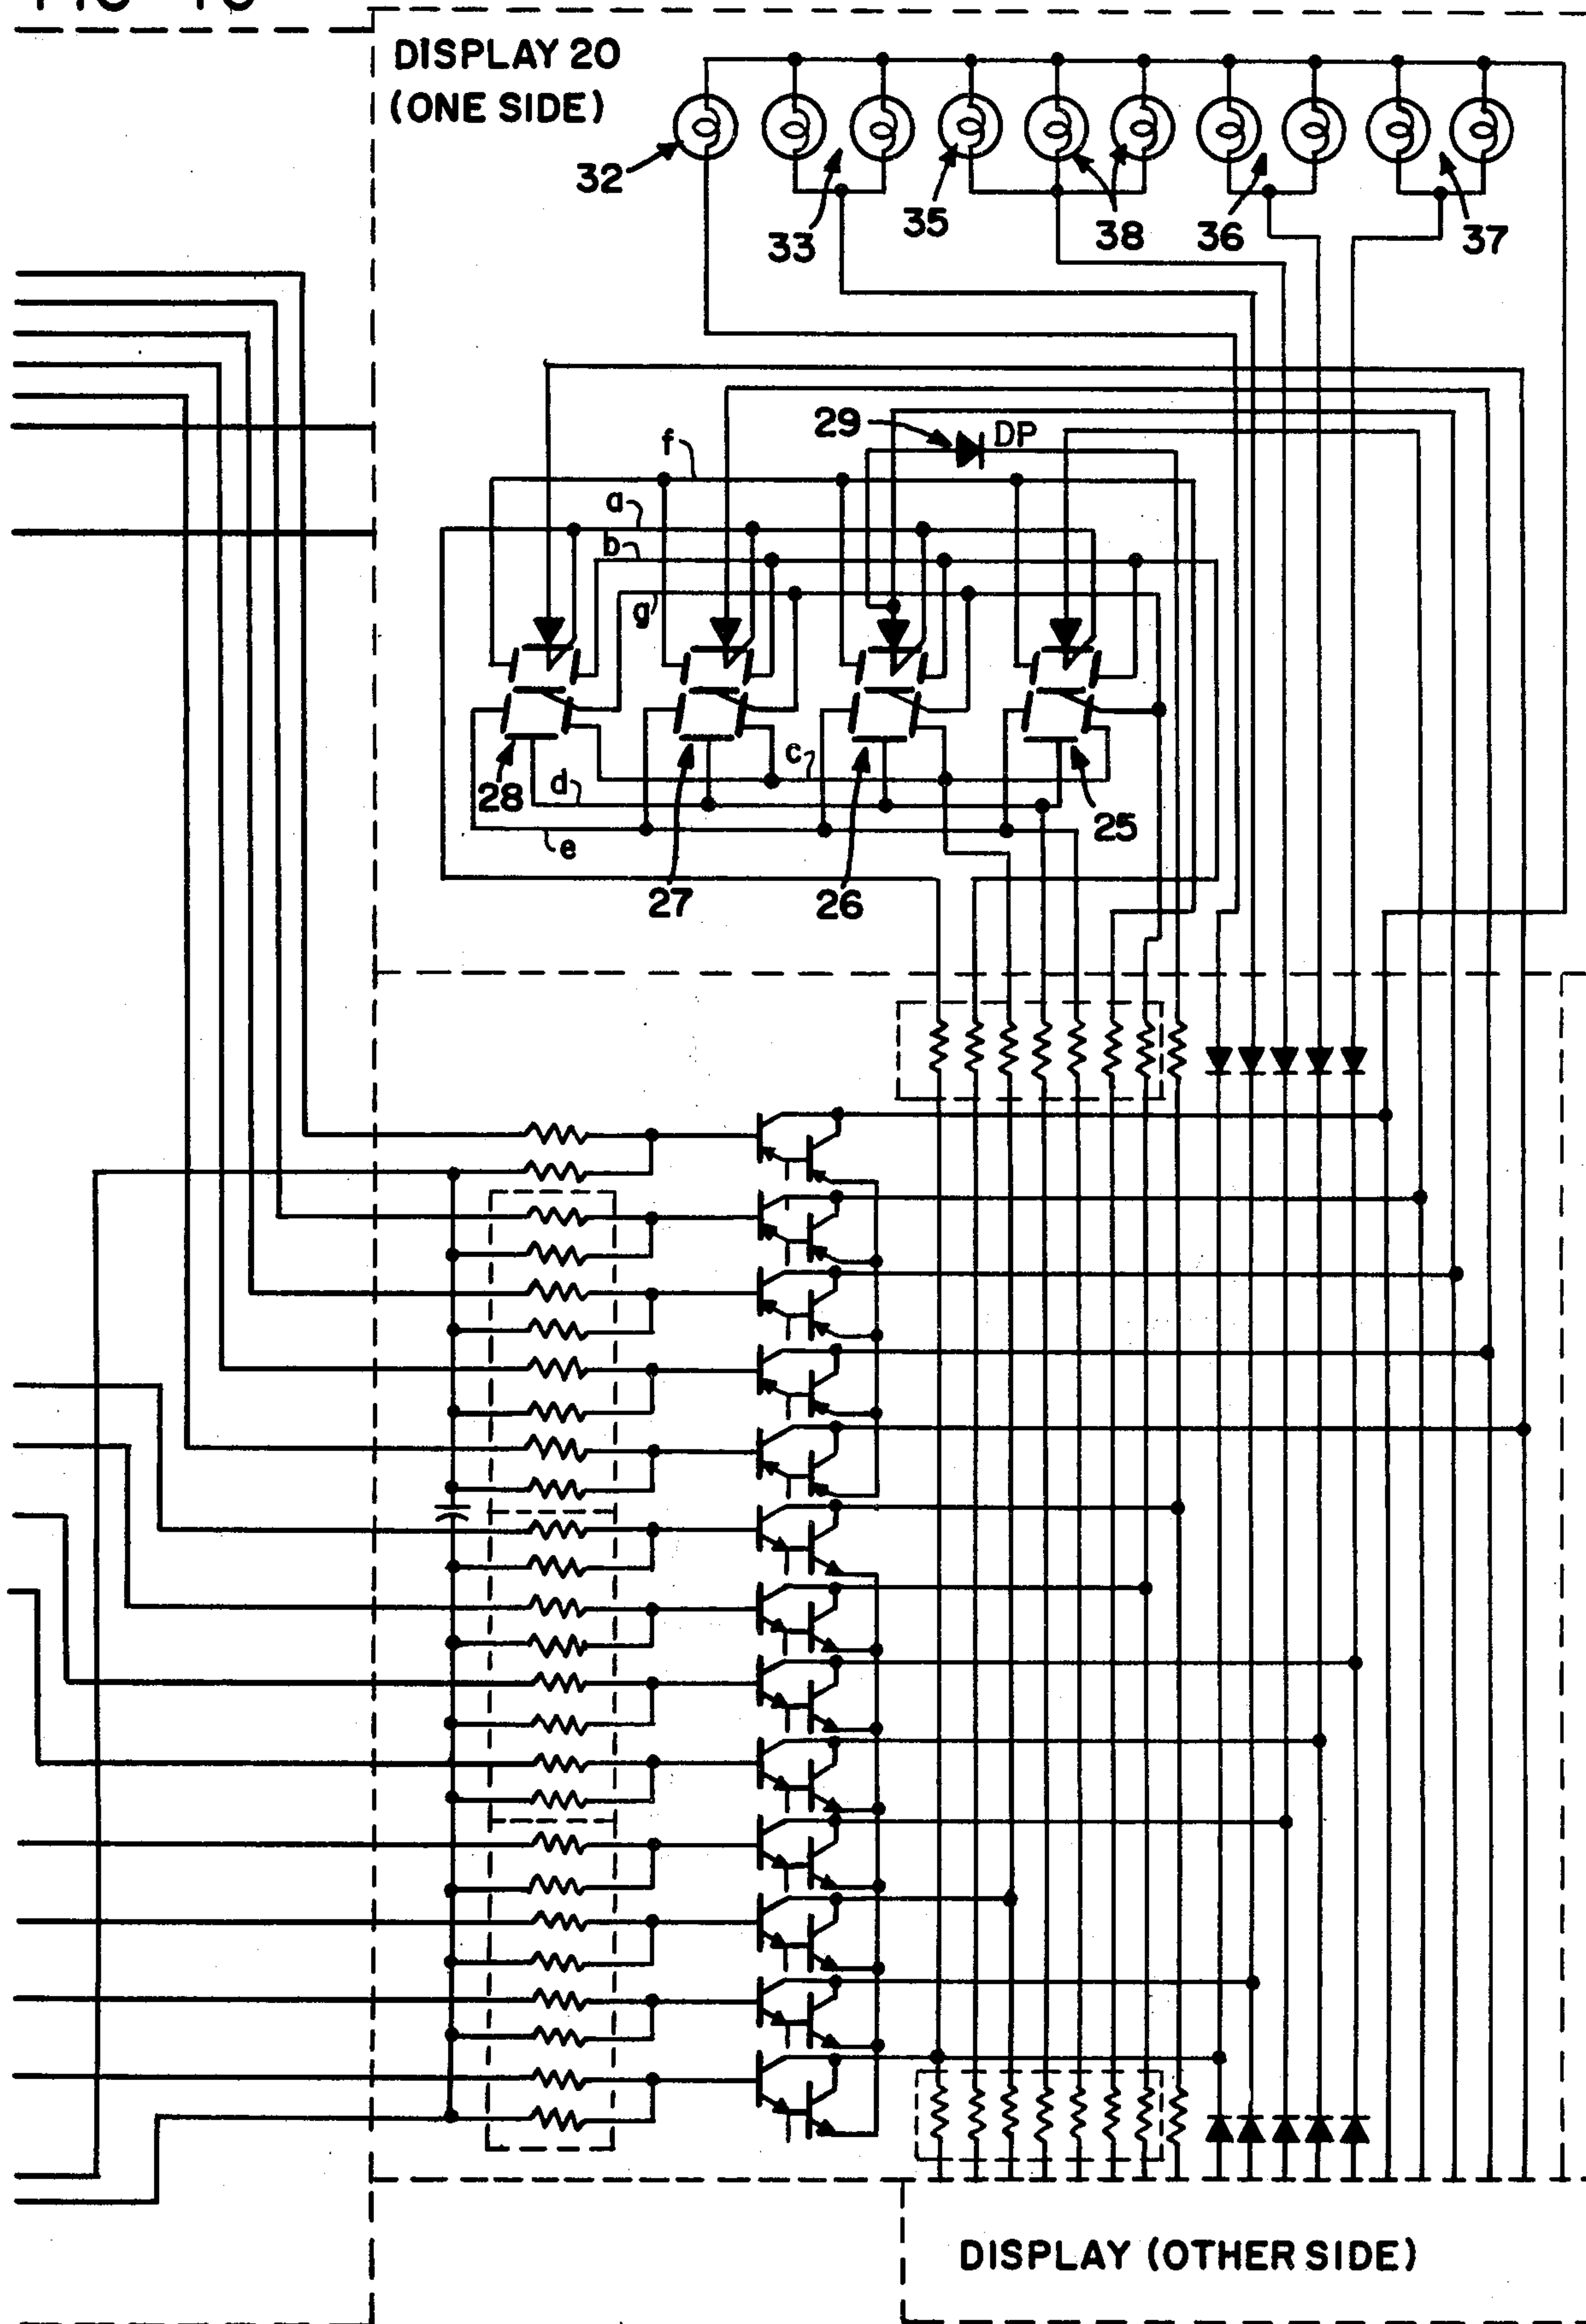 DISPLAY 20
(ONE SIDE)
32
33
35
38
36
37
29
DP
f
a
b
g
c
d
e
28
27
26
25
DISPLAY (OTHER SIDE)